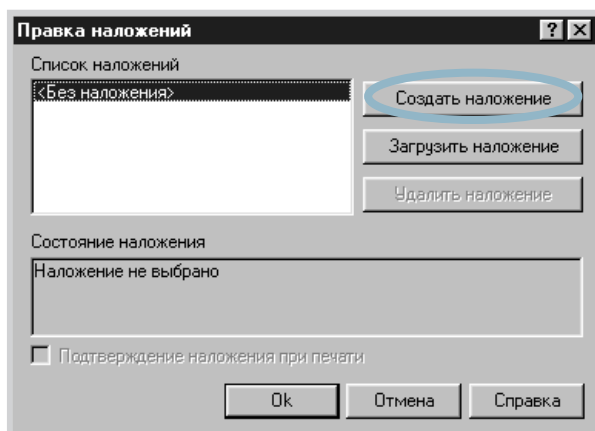 Правка наложений
Список наложений
<Без наложения>
Создать наложение
Загрузить наложение
Удалить наложение
Состояние наложения
Наложение не выбрано
Подтверждение наложения при печати
Ok
Отмена
Справка